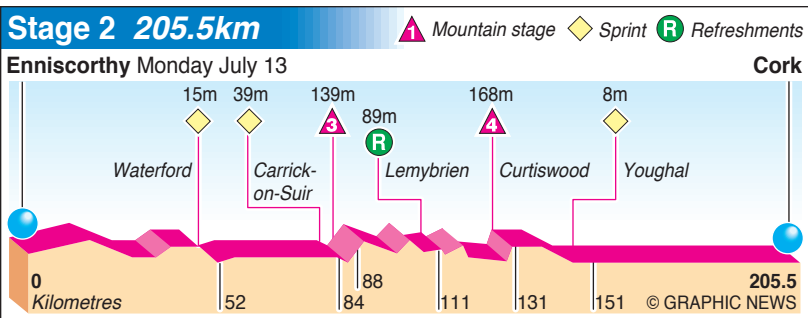 Stage 2 205.5km
1 Mountain stage Sprint R Refreshments
Enniscorthy Monday July 13 Cork
15m 39m 139m 168m 8m
89m
3 4
R
Waterford Carrick- Lemybrien Curtiswood Youghal
on-Suir
0 88 205.5
Kilometres 52 84 111 131 151 © GRAPHIC NEWS